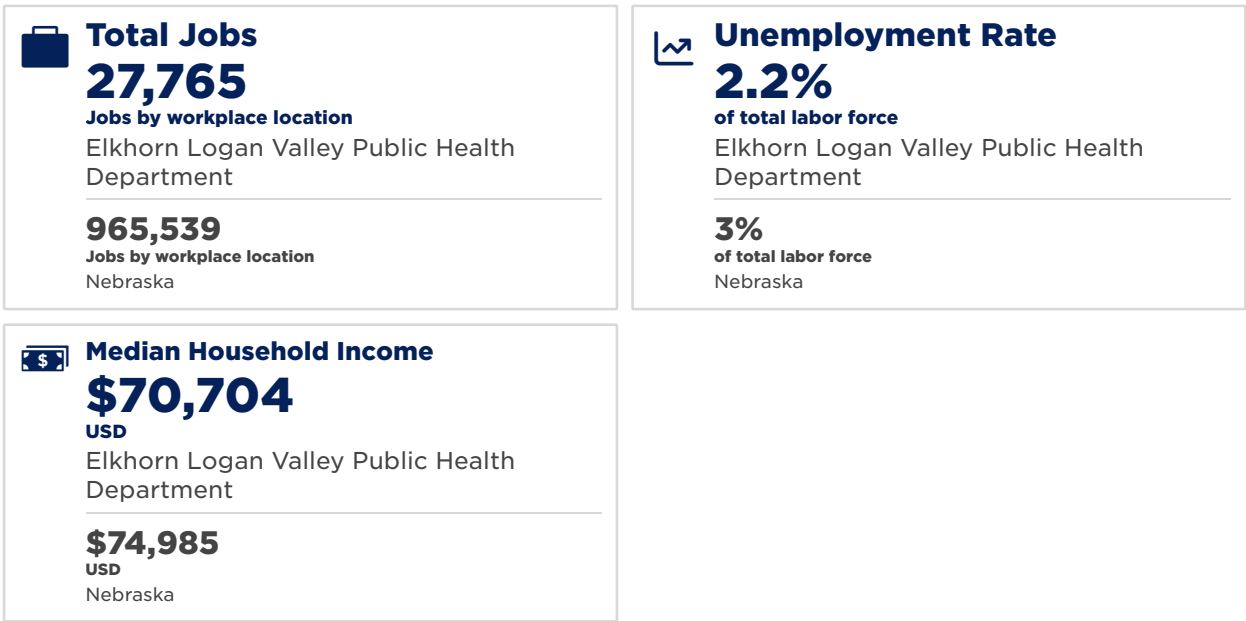 Total Jobs
27,765
Jobs by workplace location
Elkhorn Logan Valley Public Health
Department
965,539
Jobs by workplace location
Nebraska
Unemployment Rate
2.2%
of total labor force
Elkhorn Logan Valley Public Health
Department
3%
of total labor force
Nebraska
$
Median Household Income
$70,704
USD
Elkhorn Logan Valley Public Health
Department
$74,985
USD
Nebraska